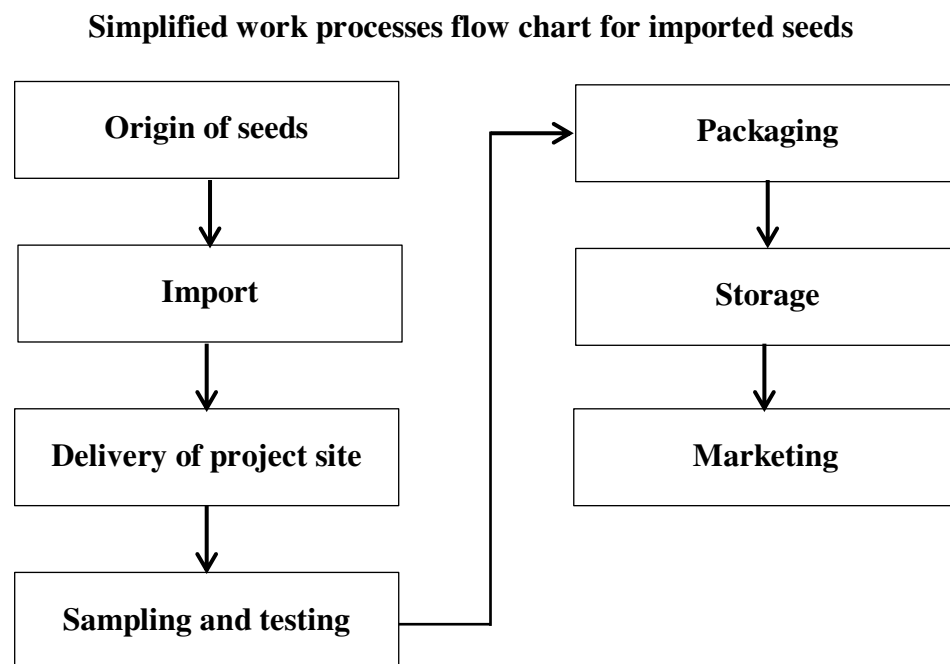 Simplified work processes flow chart for imported seeds
Origin of seeds
Import
Delivery of project site
Sampling and testing
Packaging
Storage
Marketing